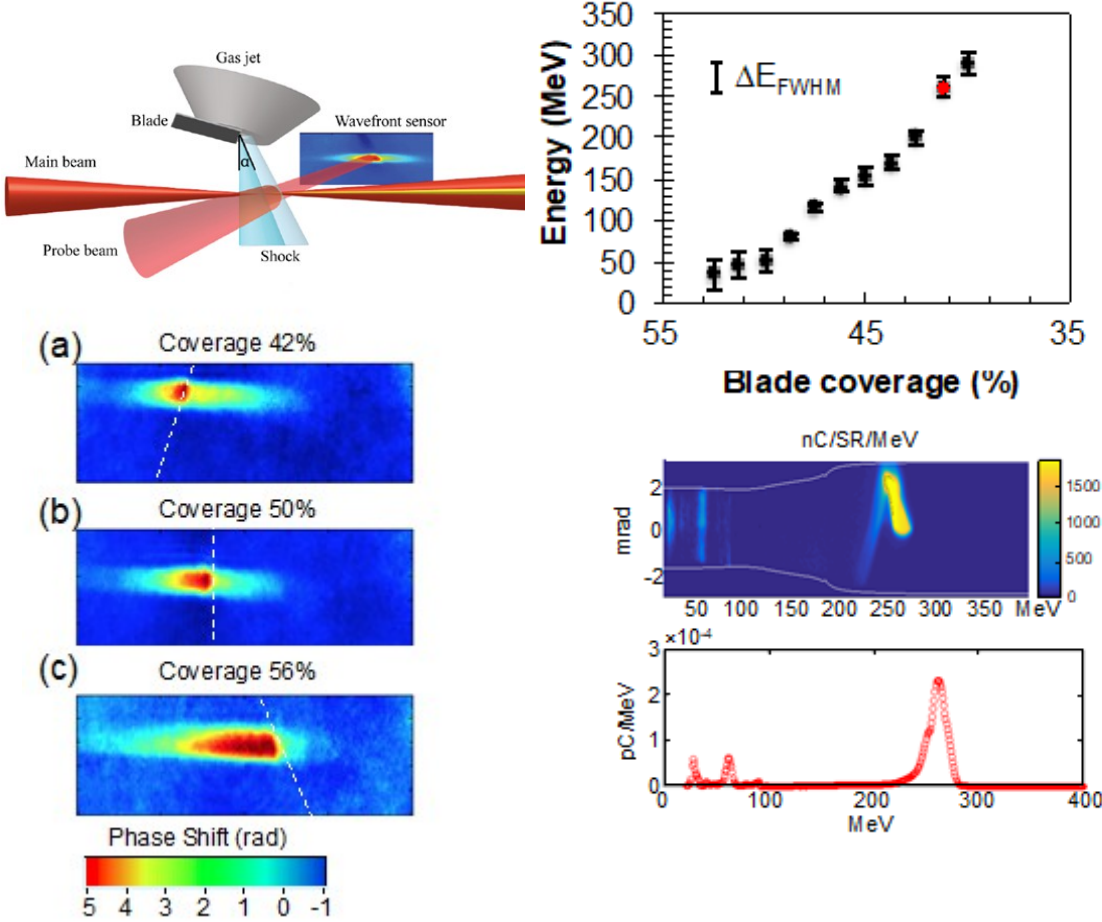 Gas jet
Blade
Wavefront sensor
α
Main beam
Probe beam
Shock
350
300
250
200
150
100
50
0
Energy (MeV)
ΔE_FWHM
55 45 35
Blade coverage (%)
(a) Coverage 42%
(b) Coverage 50%
(c) Coverage 56%
Phase Shift (rad)
5 4 3 2 1 0 -1
nC/SR/MeV
mrad
2
0
-2
50 100 150 200 250 300 350 MeV
1500
1000
500
0
×10-4
3
2
1
0
pC/MeV
0 100 200 300 400
MeV